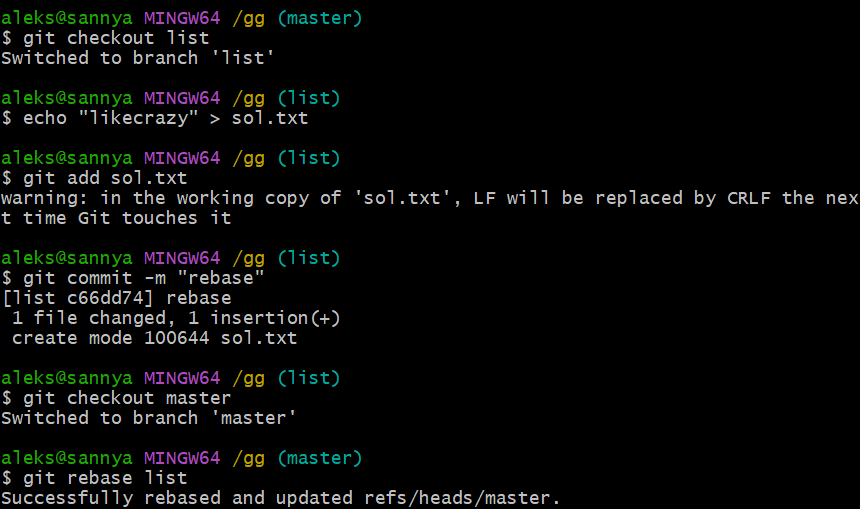 aleks@sannya MINGW64 /gg (master)
$ git checkout list
Switched to branch 'list'
aleks@sannya MINGW64 /gg (list)
$ echo "likecrazy" > sol.txt
aleks@sannya MINGW64 /gg (list)
$ git add sol.txt
warning: in the working copy of 'sol.txt', LF will be replaced by CRLF the nex
t time Git touches it
aleks@sannya MINGW64 /gg (list)
$ git commit -m "rebase"
[list c66dd74] rebase
 1 file changed, 1 insertion(+)
 create mode 100644 sol.txt
aleks@sannya MINGW64 /gg (list)
$ git checkout master
Switched to branch 'master'
aleks@sannya MINGW64 /gg (master)
$ git rebase list
Successfully rebased and updated refs/heads/master.